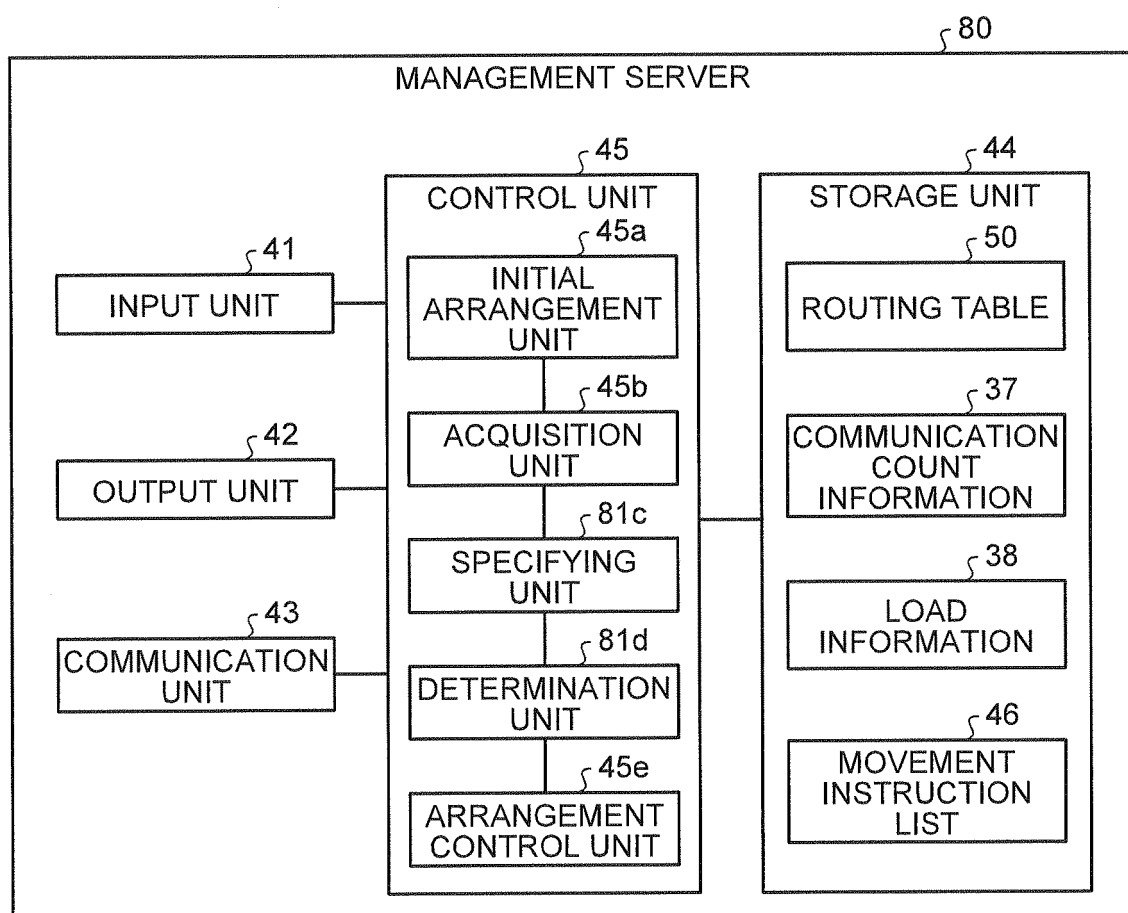 80
MANAGEMENT SERVER
45
CONTROL UNIT
45a
INITIAL
ARRANGEMENT
UNIT
45b
ACQUISITION
UNIT
81c
SPECIFYING
UNIT
81d
DETERMINATION
UNIT
45e
ARRANGEMENT
CONTROL UNIT
41
INPUT UNIT
42
OUTPUT UNIT
43
COMMUNICATION
UNIT
44
STORAGE UNIT
50
ROUTING TABLE
37
COMMUNICATION
COUNT
INFORMATION
38
LOAD
INFORMATION
46
MOVEMENT
INSTRUCTION
LIST